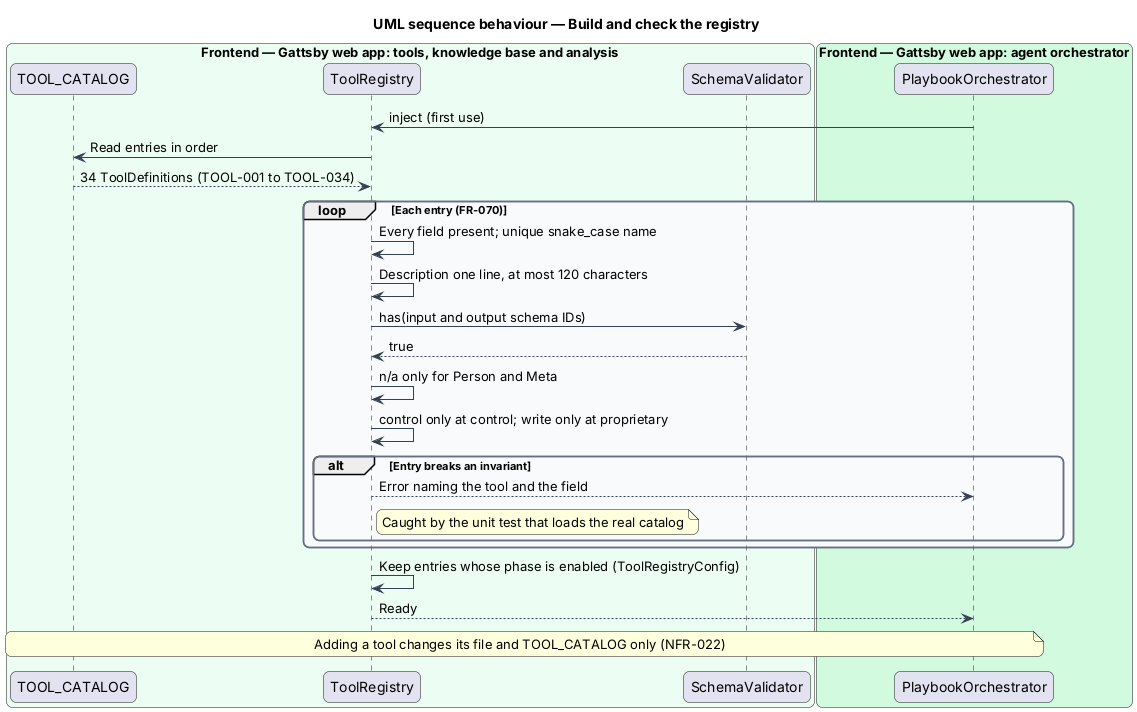 UML sequence behaviour — Build and check the registry
Frontend — Gattsby web app: tools, knowledge base and analysis
Frontend — Gattsby web app: agent orchestrator
TOOL_CATALOG
ToolRegistry
SchemaValidator
PlaybookOrchestrator
inject (first use)
Read entries in order
34 ToolDefinitions (TOOL-001 to TOOL-034)
loop
[Each entry (FR-070)]
Every field present; unique snake_case name
Description one line, at most 120 characters
has(input and output schema IDs)
true
n/a only for Person and Meta
control only at control; write only at proprietary
alt
[Entry breaks an invariant]
Error naming the tool and the field
Caught by the unit test that loads the real catalog
Keep entries whose phase is enabled (ToolRegistryConfig)
Ready
Adding a tool changes its file and TOOL_CATALOG only (NFR-022)
TOOL_CATALOG
ToolRegistry
SchemaValidator
PlaybookOrchestrator